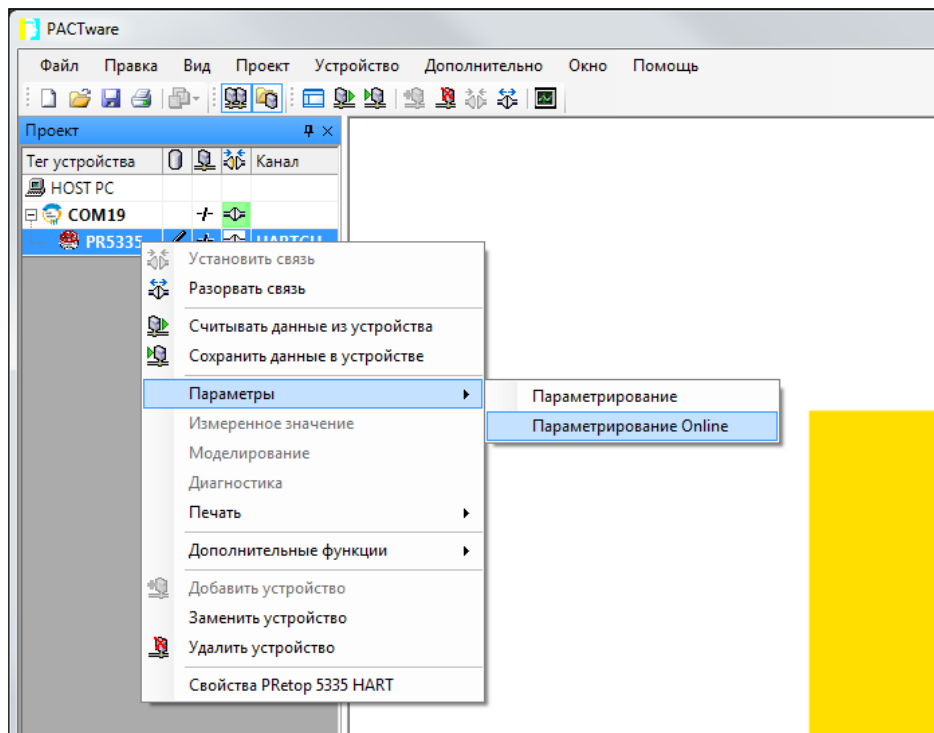 PACTware
Файл Правка Вид Проект Устройство Дополнительно Окно Помощь
Проект
Тег устройства Канал
HOST PC
COM19
PR5335
Установить связь
Разорвать связь
Считывать данные из устройства
Сохранить данные в устройстве
Параметры
Параметрирование
Измеренное значение
Параметрирование Online
Моделирование
Диагностика
Печать
Дополнительные функции
Добавить устройство
Заменить устройство
Удалить устройство
Свойства PRetop 5335 HART